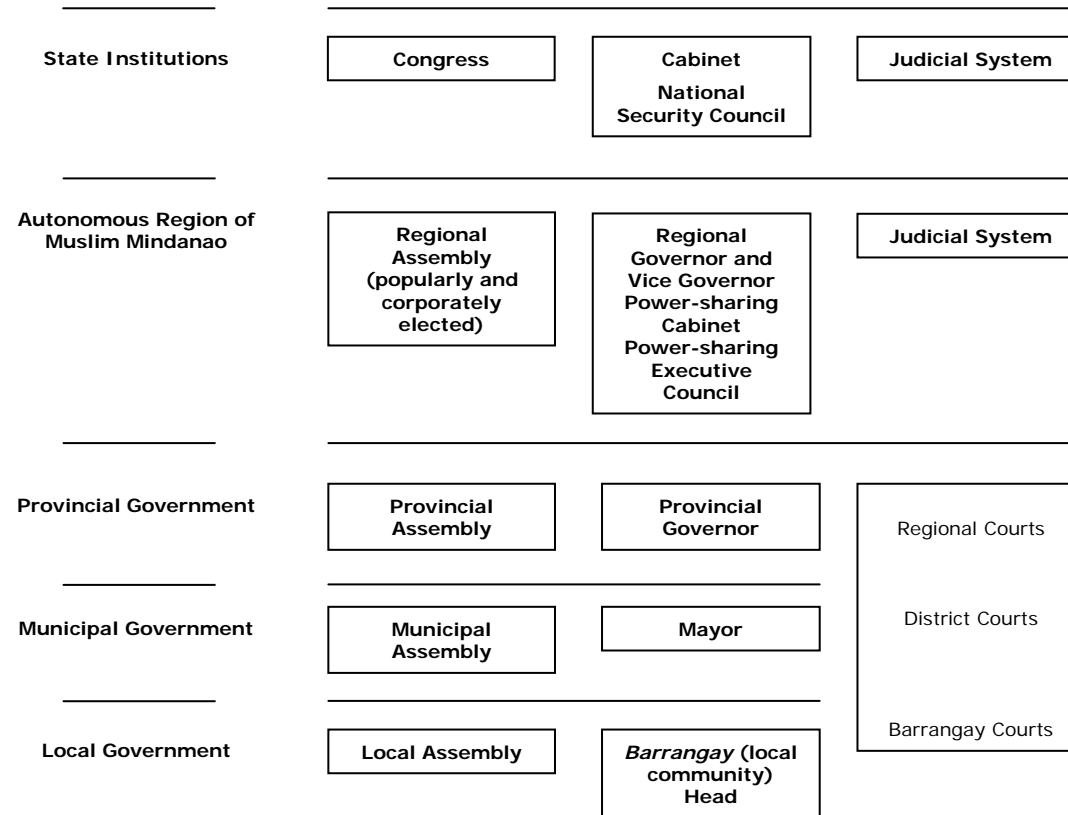 State Institutions
Congress
Cabinet
National
Security Council
Judicial System
Autonomous Region of
Muslim Mindanao
Regional
Assembly
(popularly and
corporately
elected)
Regional
Governor and
Vice Governor
Power-sharing
Cabinet
Power-sharing
Executive
Council
Judicial System
Provincial Government
Provincial
Assembly
Provincial
Governor
Regional Courts
Municipal Government
Municipal
Assembly
Mayor
District Courts
Local Government
Local Assembly
Barrangay (local
community)
Head
Barrangay Courts